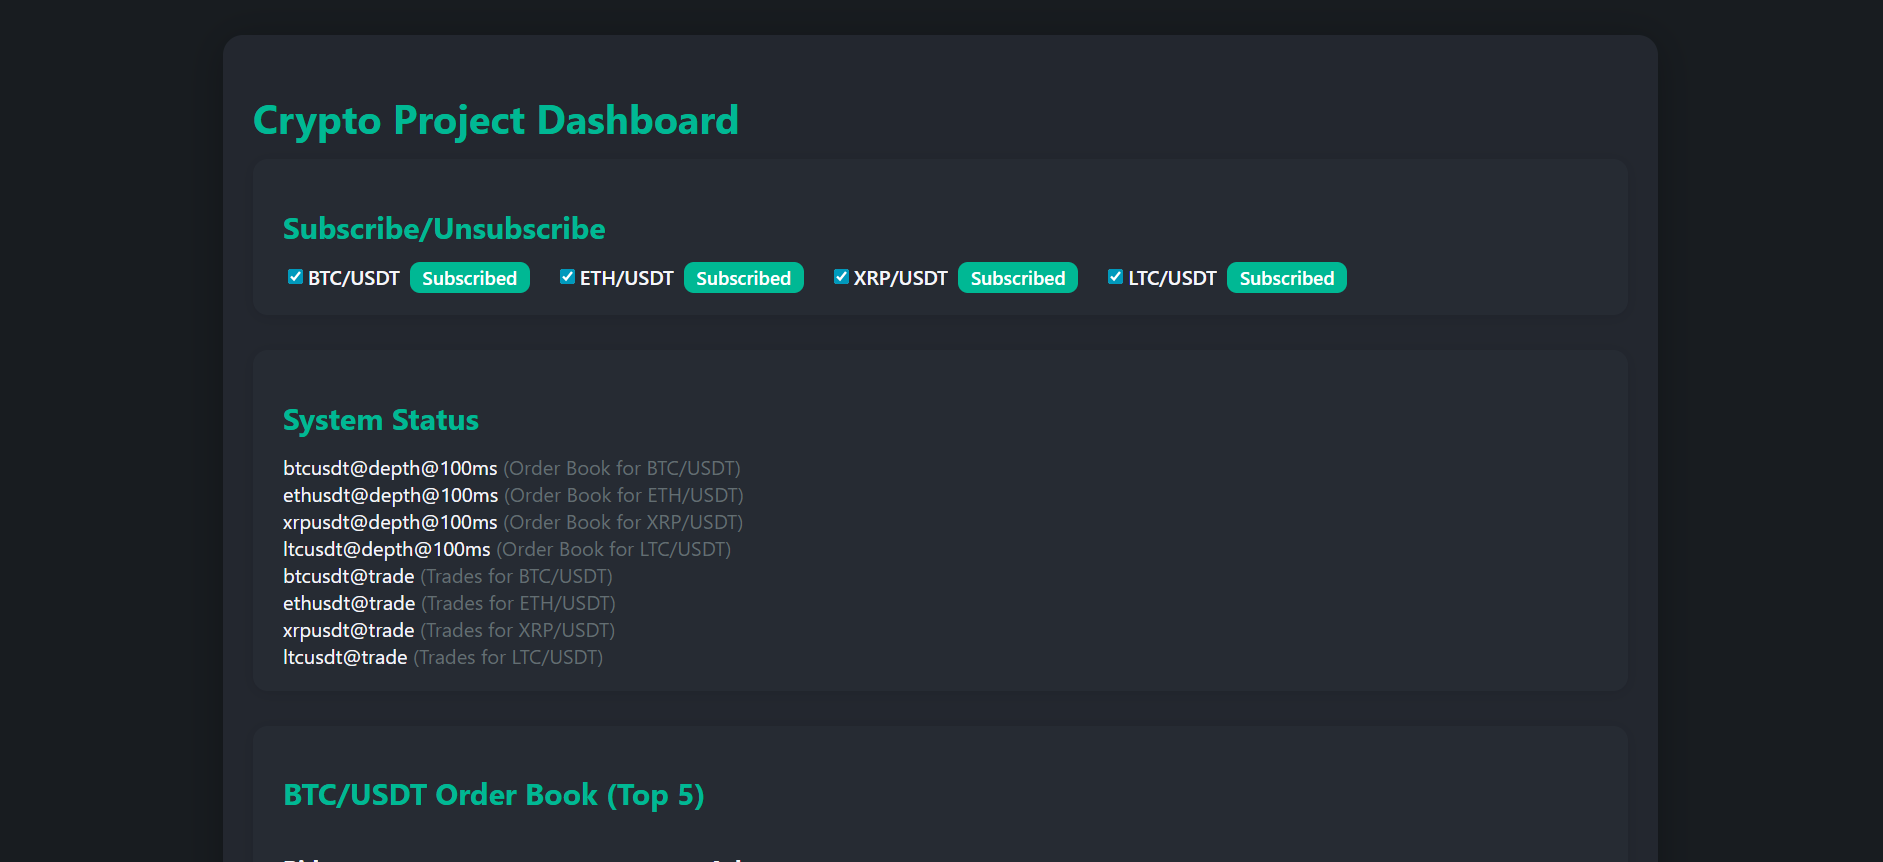 Crypto Project Dashboard
Subscribe/Unsubscribe
BTC/USDT Subscribed ETH/USDT Subscribed XRP/USDT Subscribed LTC/USDT Subscribed
System Status
btcusdt@depth@100ms (Order Book for BTC/USDT)
ethusdt@depth@100ms (Order Book for ETH/USDT)
xrpusdt@depth@100ms (Order Book for XRP/USDT)
ltcusdt@depth@100ms (Order Book for LTC/USDT)
btcusdt@trade (Trades for BTC/USDT)
ethusdt@trade (Trades for ETH/USDT)
xrpusdt@trade (Trades for XRP/USDT)
ltcusdt@trade (Trades for LTC/USDT)
BTC/USDT Order Book (Top 5)